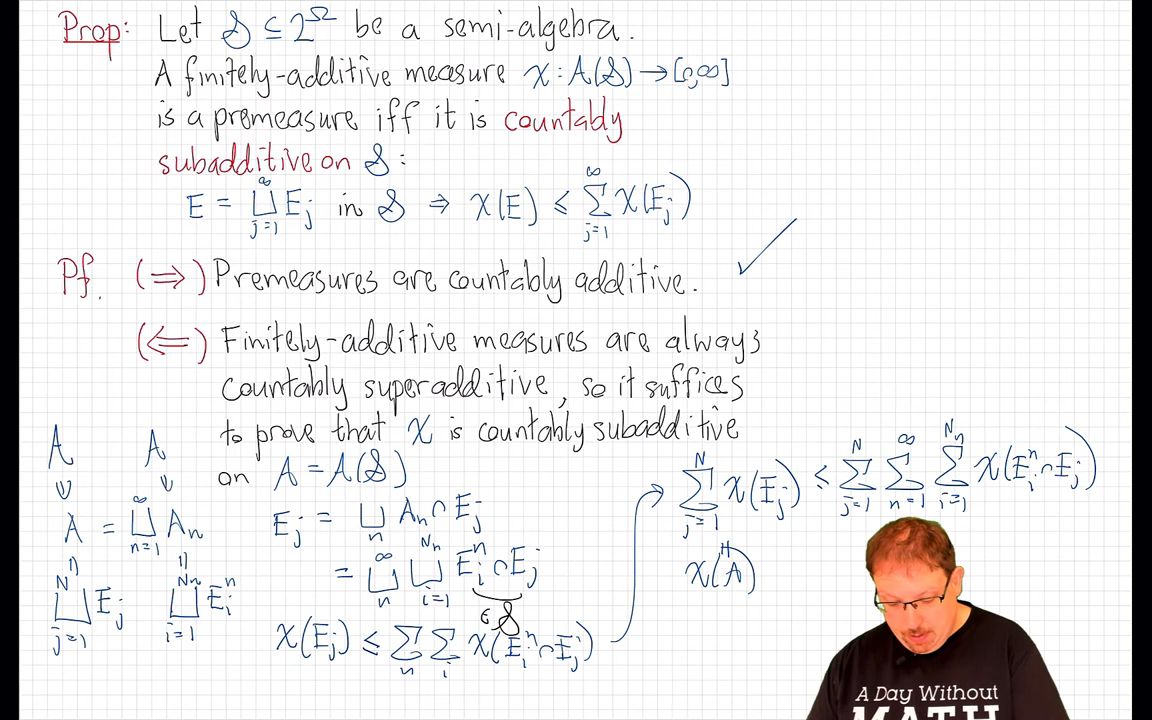 Prop: Let 𝒮 ⊆ 2^Ω be a semi-algebra.
A finitely-additive measure χ : A(𝒮) → [0,∞]
is a premeasure iff it is countably
subadditive on 𝒮 :
E = ⊔_{j=1}^∞ E_j in 𝒮 ⇒ χ(E) ≤ Σ_{j=1}^∞ χ(E_j)
Pf. (⇒) Premeasures are countably additive. ✓
(⇐) Finitely-additive measures are always
countably superadditive, so it suffices
to prove that χ is countably subadditive
on A = A(𝒮)
A ∋ A = ⊔_{n=1}^∞ A_n ∈ A
A = ⊔_{j=1}^N E_j
A_n = ⊔_{i=1}^{N_n} E_i^n
E_j = ⊔_n A_n ∩ E_j
= ⊔_n^∞ ⊔_{i=1}^{N_n} E_i^n ∩ E_j
∈ 𝒮
χ(E_j) ≤ Σ_n Σ_i χ(E_i^n ∩ E_j)
→ Σ_{j=1}^N χ(E_j) ≤ Σ_{j=1}^N Σ_{n=1}^∞ Σ_{i=1}^{N_n} χ(E_i^n ∩ E_j)
=
χ(A)
A Day Without
MATH